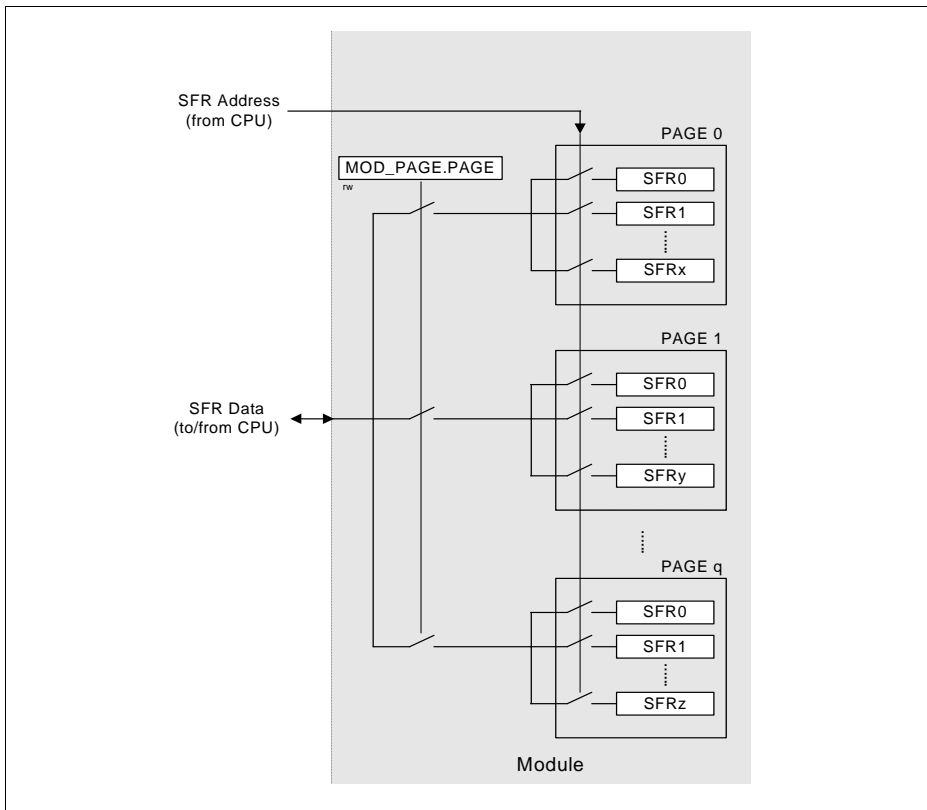 SFR Address
(from CPU)
PAGE 0
MOD_PAGE.PAGE
rw
SFR0
SFR1
SFRx
PAGE 1
SFR0
SFR Data
(to/from CPU)
SFR1
SFRy
PAGE q
SFR0
SFR1
SFRz
Module